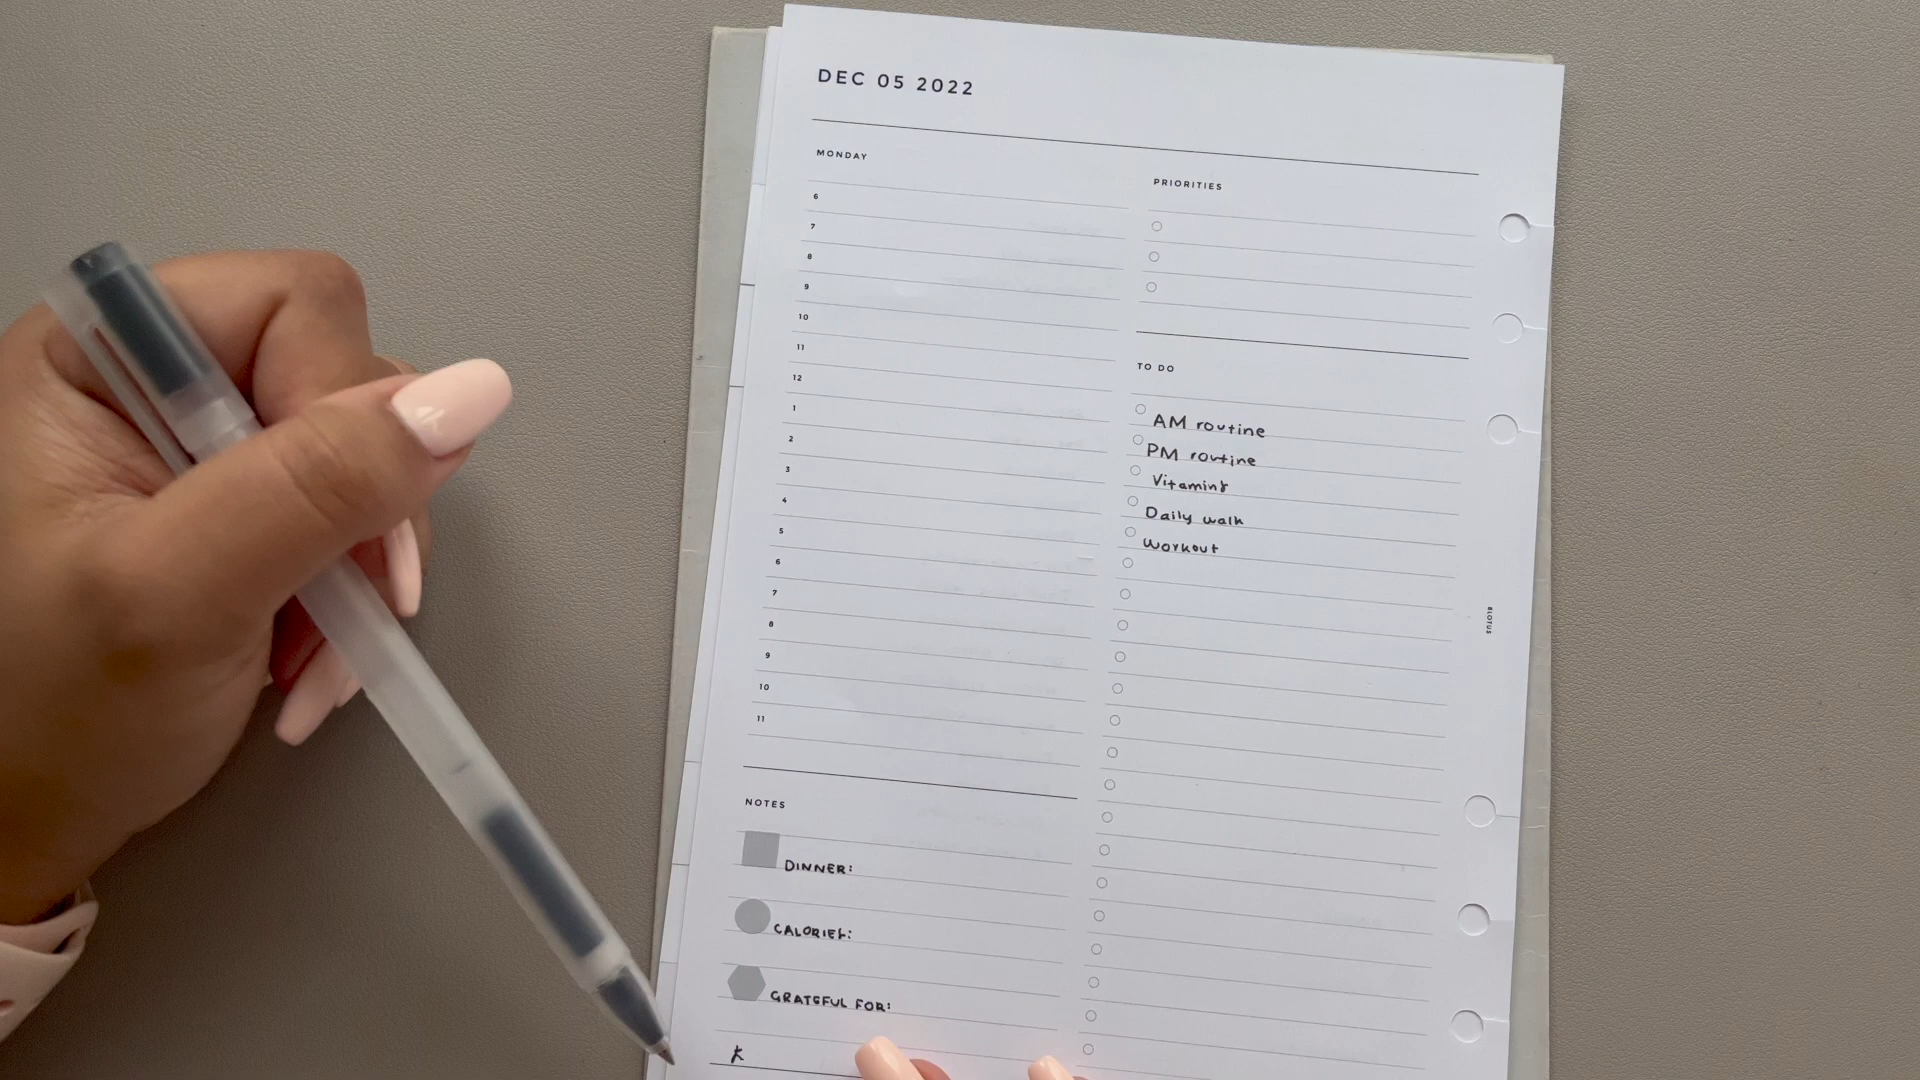 DEC 05 2022
MONDAY
6
7
8
9
10
11
12
1
2
3
4
5
6
7
8
9
10
11
PRIORITIES
TO DO
AM routine
PM routine
Vitamins
Daily walk
Workout
NOTES
DINNER:
CALORIES:
GRATEFUL FOR:
K
BLOTUS